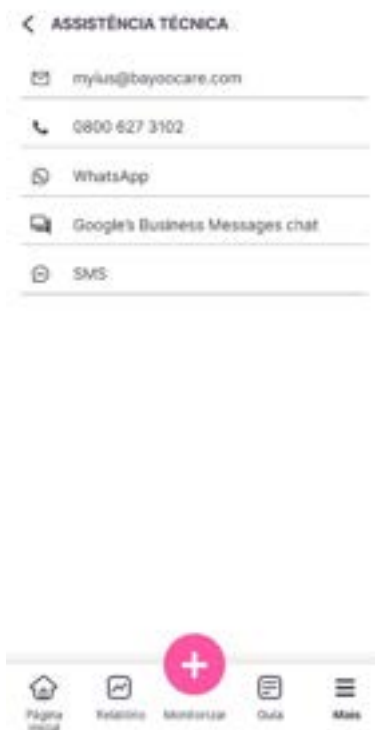 ASSISTÊNCIA TÉCNICA
myius@bayoocare.com
0800 627 3102
WhatsApp
Google's Business Messages chat
SMS
Página
inicial
Relatório
Monitorizar
Guia
Mais